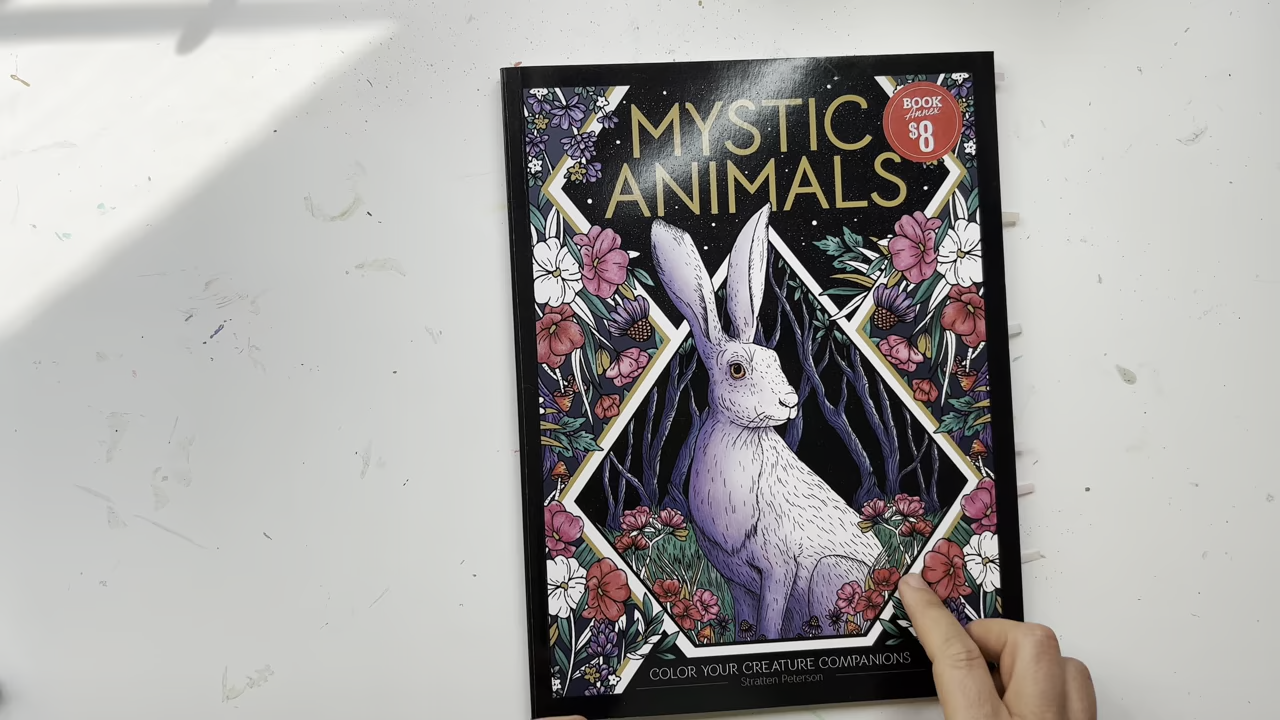 MYSTIC
ANIMALS
BOOK
Annex
$8
COLOR YOUR CREATURE COMPANIONS
Stratten Peterson